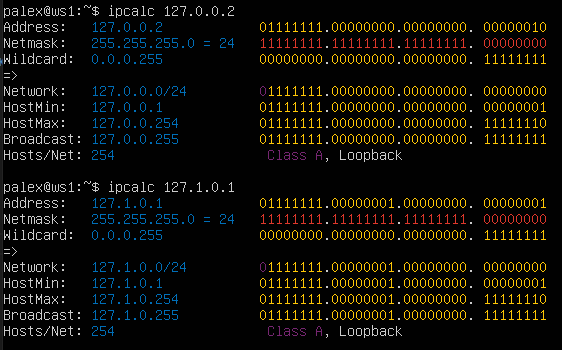 palex@ws1:~$ ipcalc 127.0.0.2
Address:   127.0.0.2            01111111.00000000.00000000. 00000010
Netmask:   255.255.255.0 = 24   11111111.11111111.11111111. 00000000
Wildcard:  0.0.0.255            00000000.00000000.00000000. 11111111
=>
Network:   127.0.0.0/24         01111111.00000000.00000000. 00000000
HostMin:   127.0.0.1            01111111.00000000.00000000. 00000001
HostMax:   127.0.0.254          01111111.00000000.00000000. 11111110
Broadcast: 127.0.0.255          01111111.00000000.00000000. 11111111
Hosts/Net: 254                   Class A, Loopback
palex@ws1:~$ ipcalc 127.1.0.1
Address:   127.1.0.1            01111111.00000001.00000000. 00000001
Netmask:   255.255.255.0 = 24   11111111.11111111.11111111. 00000000
Wildcard:  0.0.0.255            00000000.00000000.00000000. 11111111
=>
Network:   127.1.0.0/24         01111111.00000001.00000000. 00000000
HostMin:   127.1.0.1            01111111.00000001.00000000. 00000001
HostMax:   127.1.0.254          01111111.00000001.00000000. 11111110
Broadcast: 127.1.0.255          01111111.00000001.00000000. 11111111
Hosts/Net: 254                   Class A, Loopback